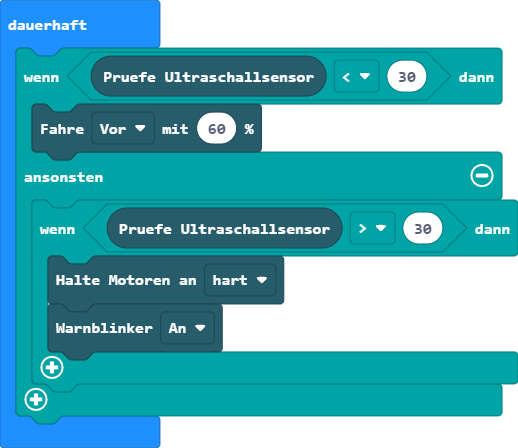 dauerhaft
wenn Pruefe Ultraschallsensor < 30 dann
Fahre Vor mit 60 %
ansonsten
wenn Pruefe Ultraschallsensor > 30 dann
Halte Motoren an hart
Warnblinker An